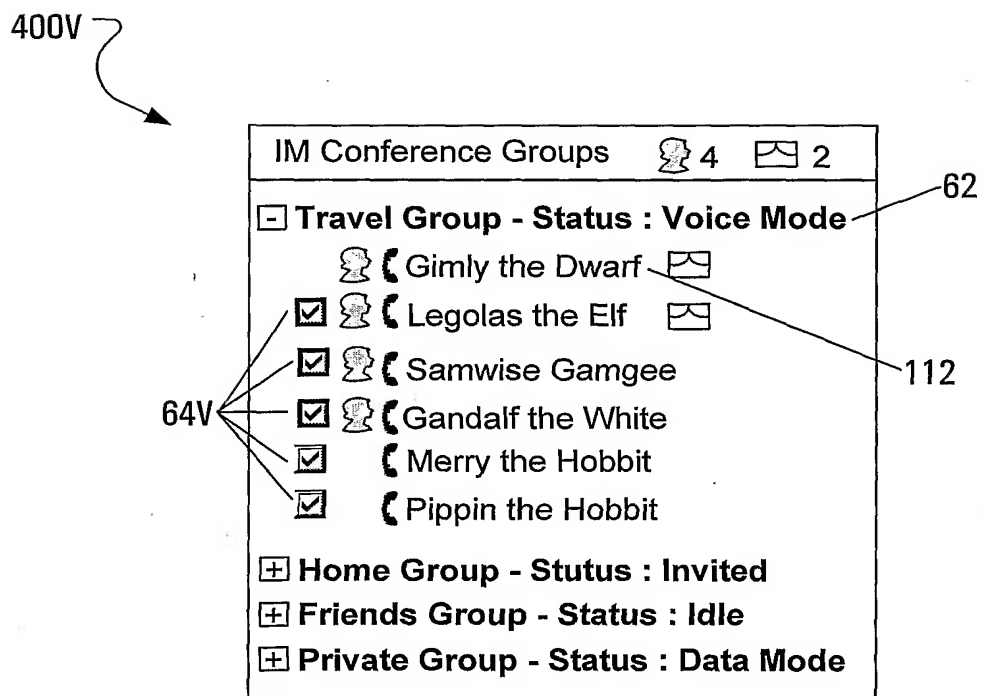 400V
IM Conference Groups 4 2
62
- Travel Group - Status : Voice Mode
Gimly the Dwarf
Legolas the Elf
Samwise Gamgee
112
64V
Gandalf the White
Merry the Hobbit
Pippin the Hobbit
+ Home Group - Stutus : Invited
+ Friends Group - Status : Idle
+ Private Group - Status : Data Mode